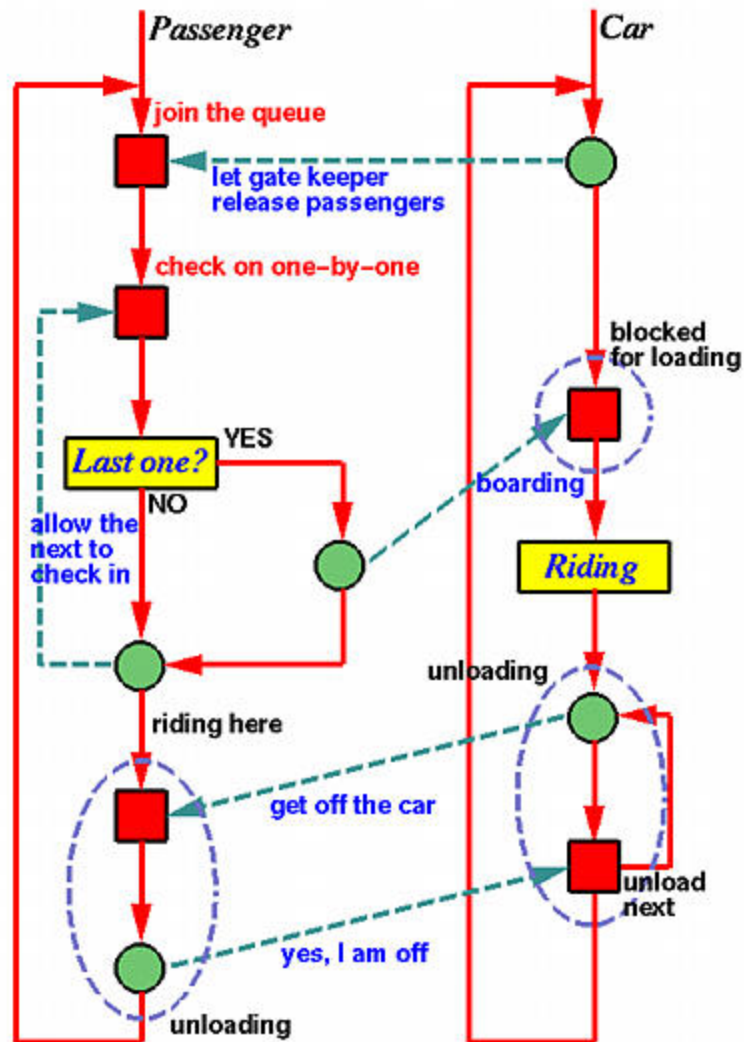 Passenger
Car
join the queue
let gate keeper
release passengers
check on one-by-one
blocked
for loading
YES
Last one?
NO
boarding
allow the
next to
check in
Riding
unloading
riding here
get off the car
unload
next
yes, I am off
unloading